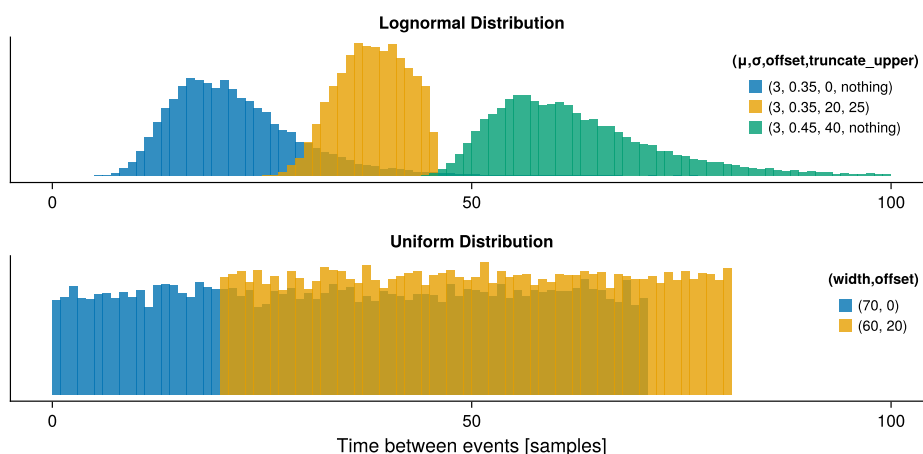 Lognormal Distribution
(μ,σ,offset,truncate_upper)
(3, 0.35, 0, nothing)
(3, 0.35, 20, 25)
(3, 0.45, 40, nothing)
0
50
100
Uniform Distribution
(width,offset)
(70, 0)
(60, 20)
0
50
100
Time between events [samples]